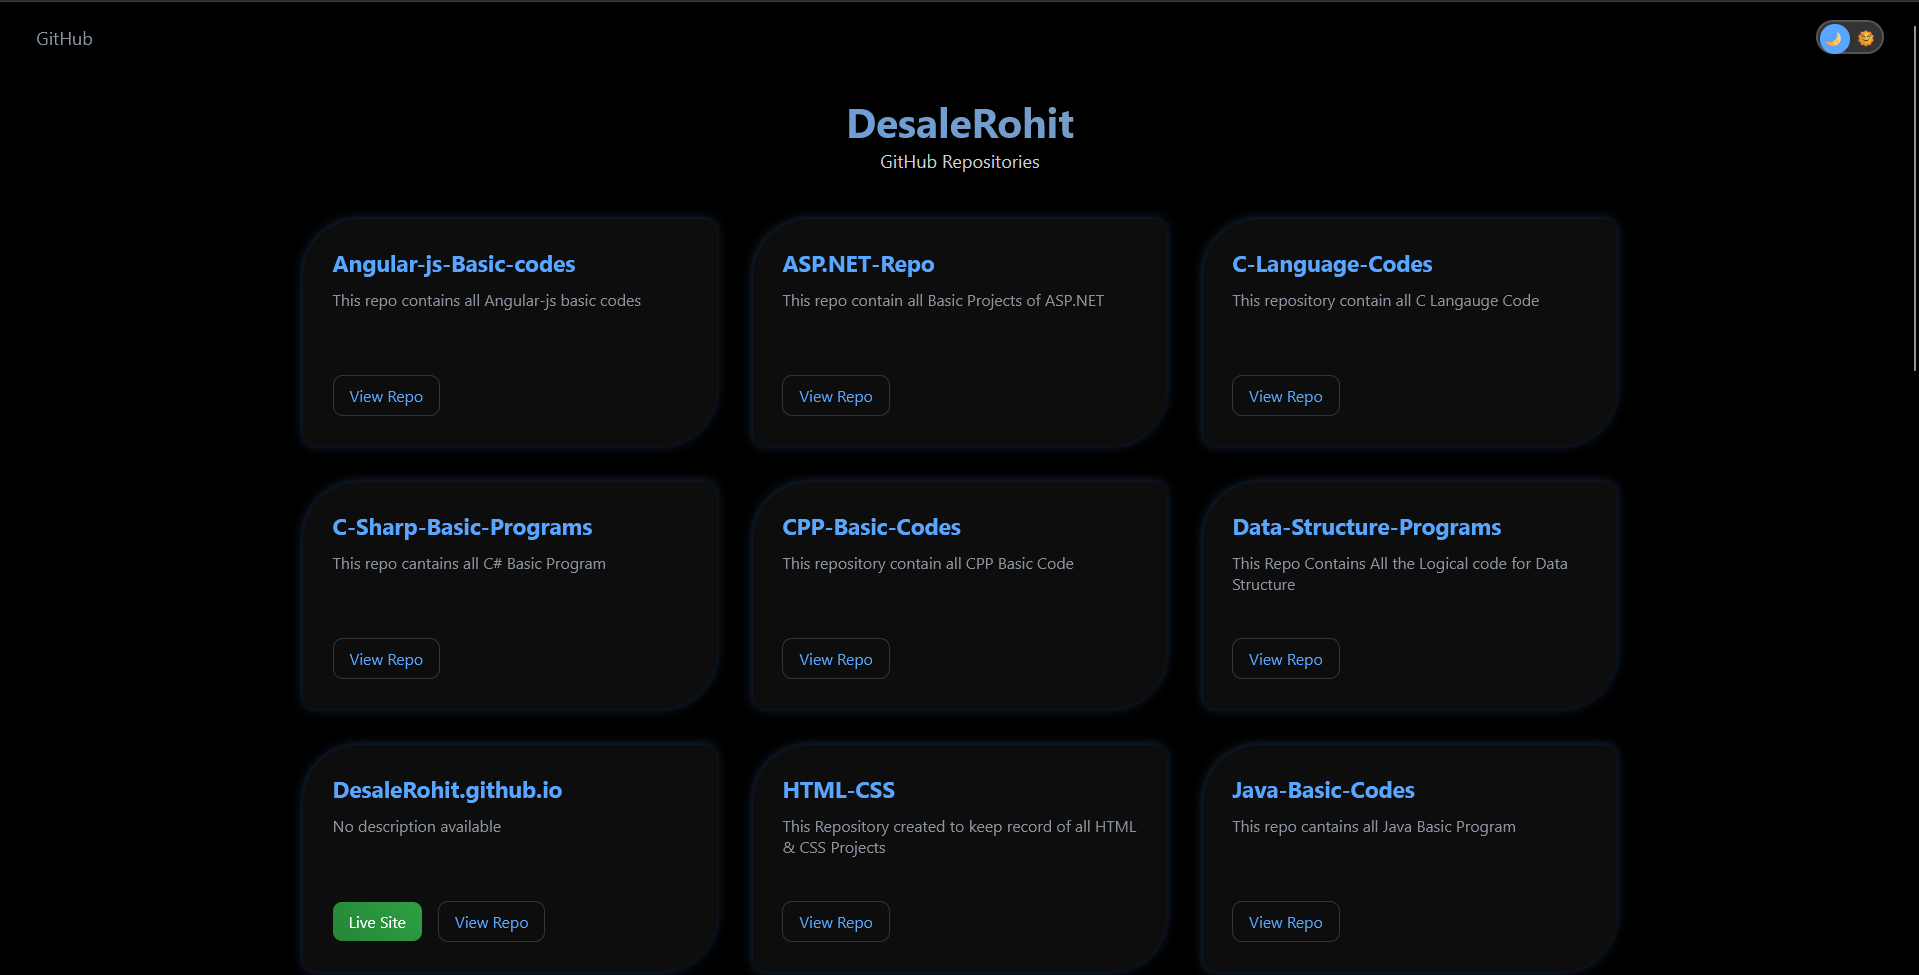 GitHub
DesaleRohit
GitHub Repositories
Angular-js-Basic-codes
This repo contains all Angular-js basic codes
View Repo
ASP.NET-Repo
This repo contain all Basic Projects of ASP.NET
View Repo
C-Language-Codes
This repository contain all C Langauge Code
View Repo
C-Sharp-Basic-Programs
This repo cantains all C# Basic Program
View Repo
CPP-Basic-Codes
This repository contain all CPP Basic Code
View Repo
Data-Structure-Programs
This Repo Contains All the Logical code for Data
Structure
View Repo
DesaleRohit.github.io
No description available
Live Site
View Repo
HTML-CSS
This Repository created to keep record of all HTML
& CSS Projects
View Repo
Java-Basic-Codes
This repo cantains all Java Basic Program
View Repo